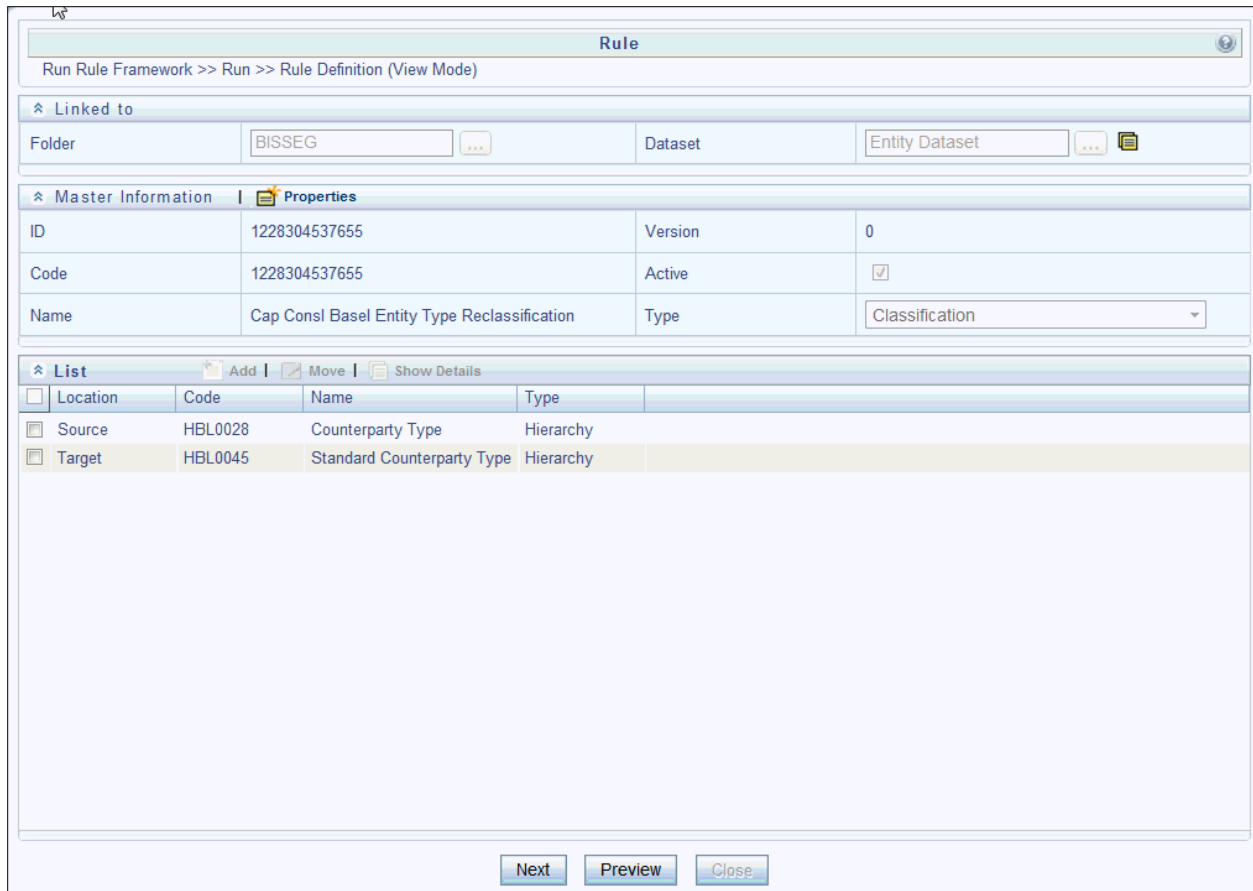 Rule
Run Rule Framework >> Run >> Rule Definition (View Mode)
Linked to
Folder BISSEG ... Dataset Entity Dataset ...
Master Information | Properties
ID 1228304537655 Version 0
Code 1228304537655 Active
Name Cap Consl Basel Entity Type Reclassification Type Classification
List Add | Move | Show Details
Location Code Name Type
Source HBL0028 Counterparty Type Hierarchy
Target HBL0045 Standard Counterparty Type Hierarchy
Next Preview Close